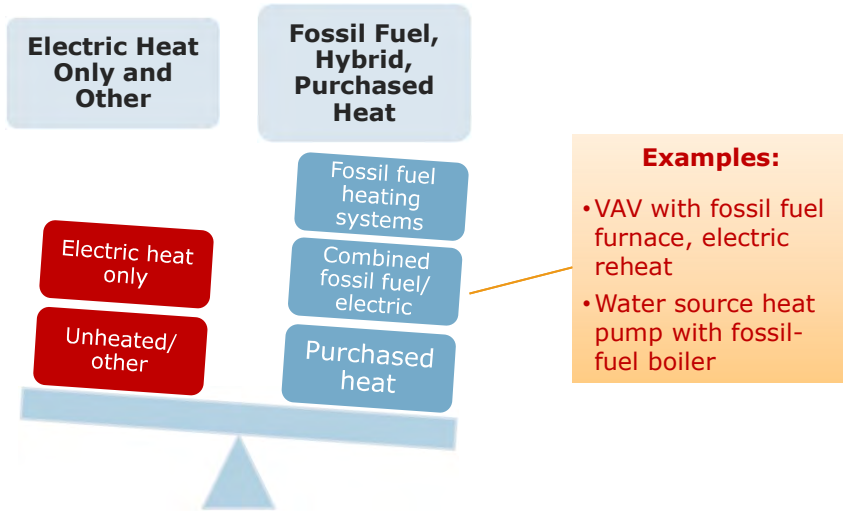 Electric Heat
Only and
Other
Fossil Fuel,
Hybrid,
Purchased
Heat
Electric heat
only
Unheated/
other
Fossil fuel
heating
systems
Combined
fossil fuel/
electric
Purchased
heat
Examples:
• VAV with fossil fuel
furnace, electric
reheat
• Water source heat
pump with fossil-
fuel boiler